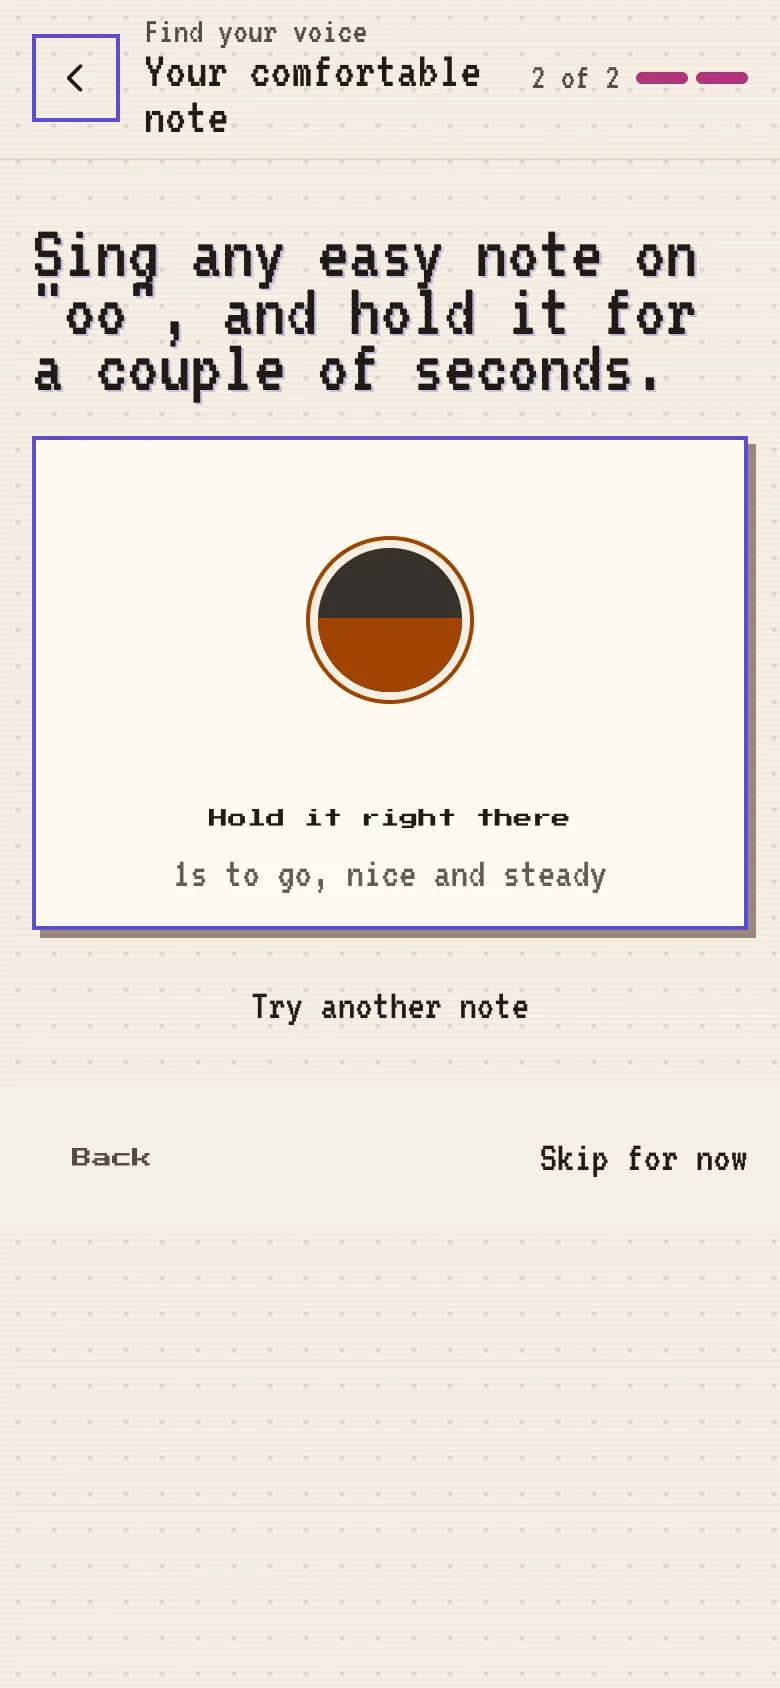 Find your voice
Your comfortable
note
2 of 2
Sing any easy note on
"oo", and hold it for
a couple of seconds.
Hold it right there
1s to go, nice and steady
Try another note
Back
Skip for now